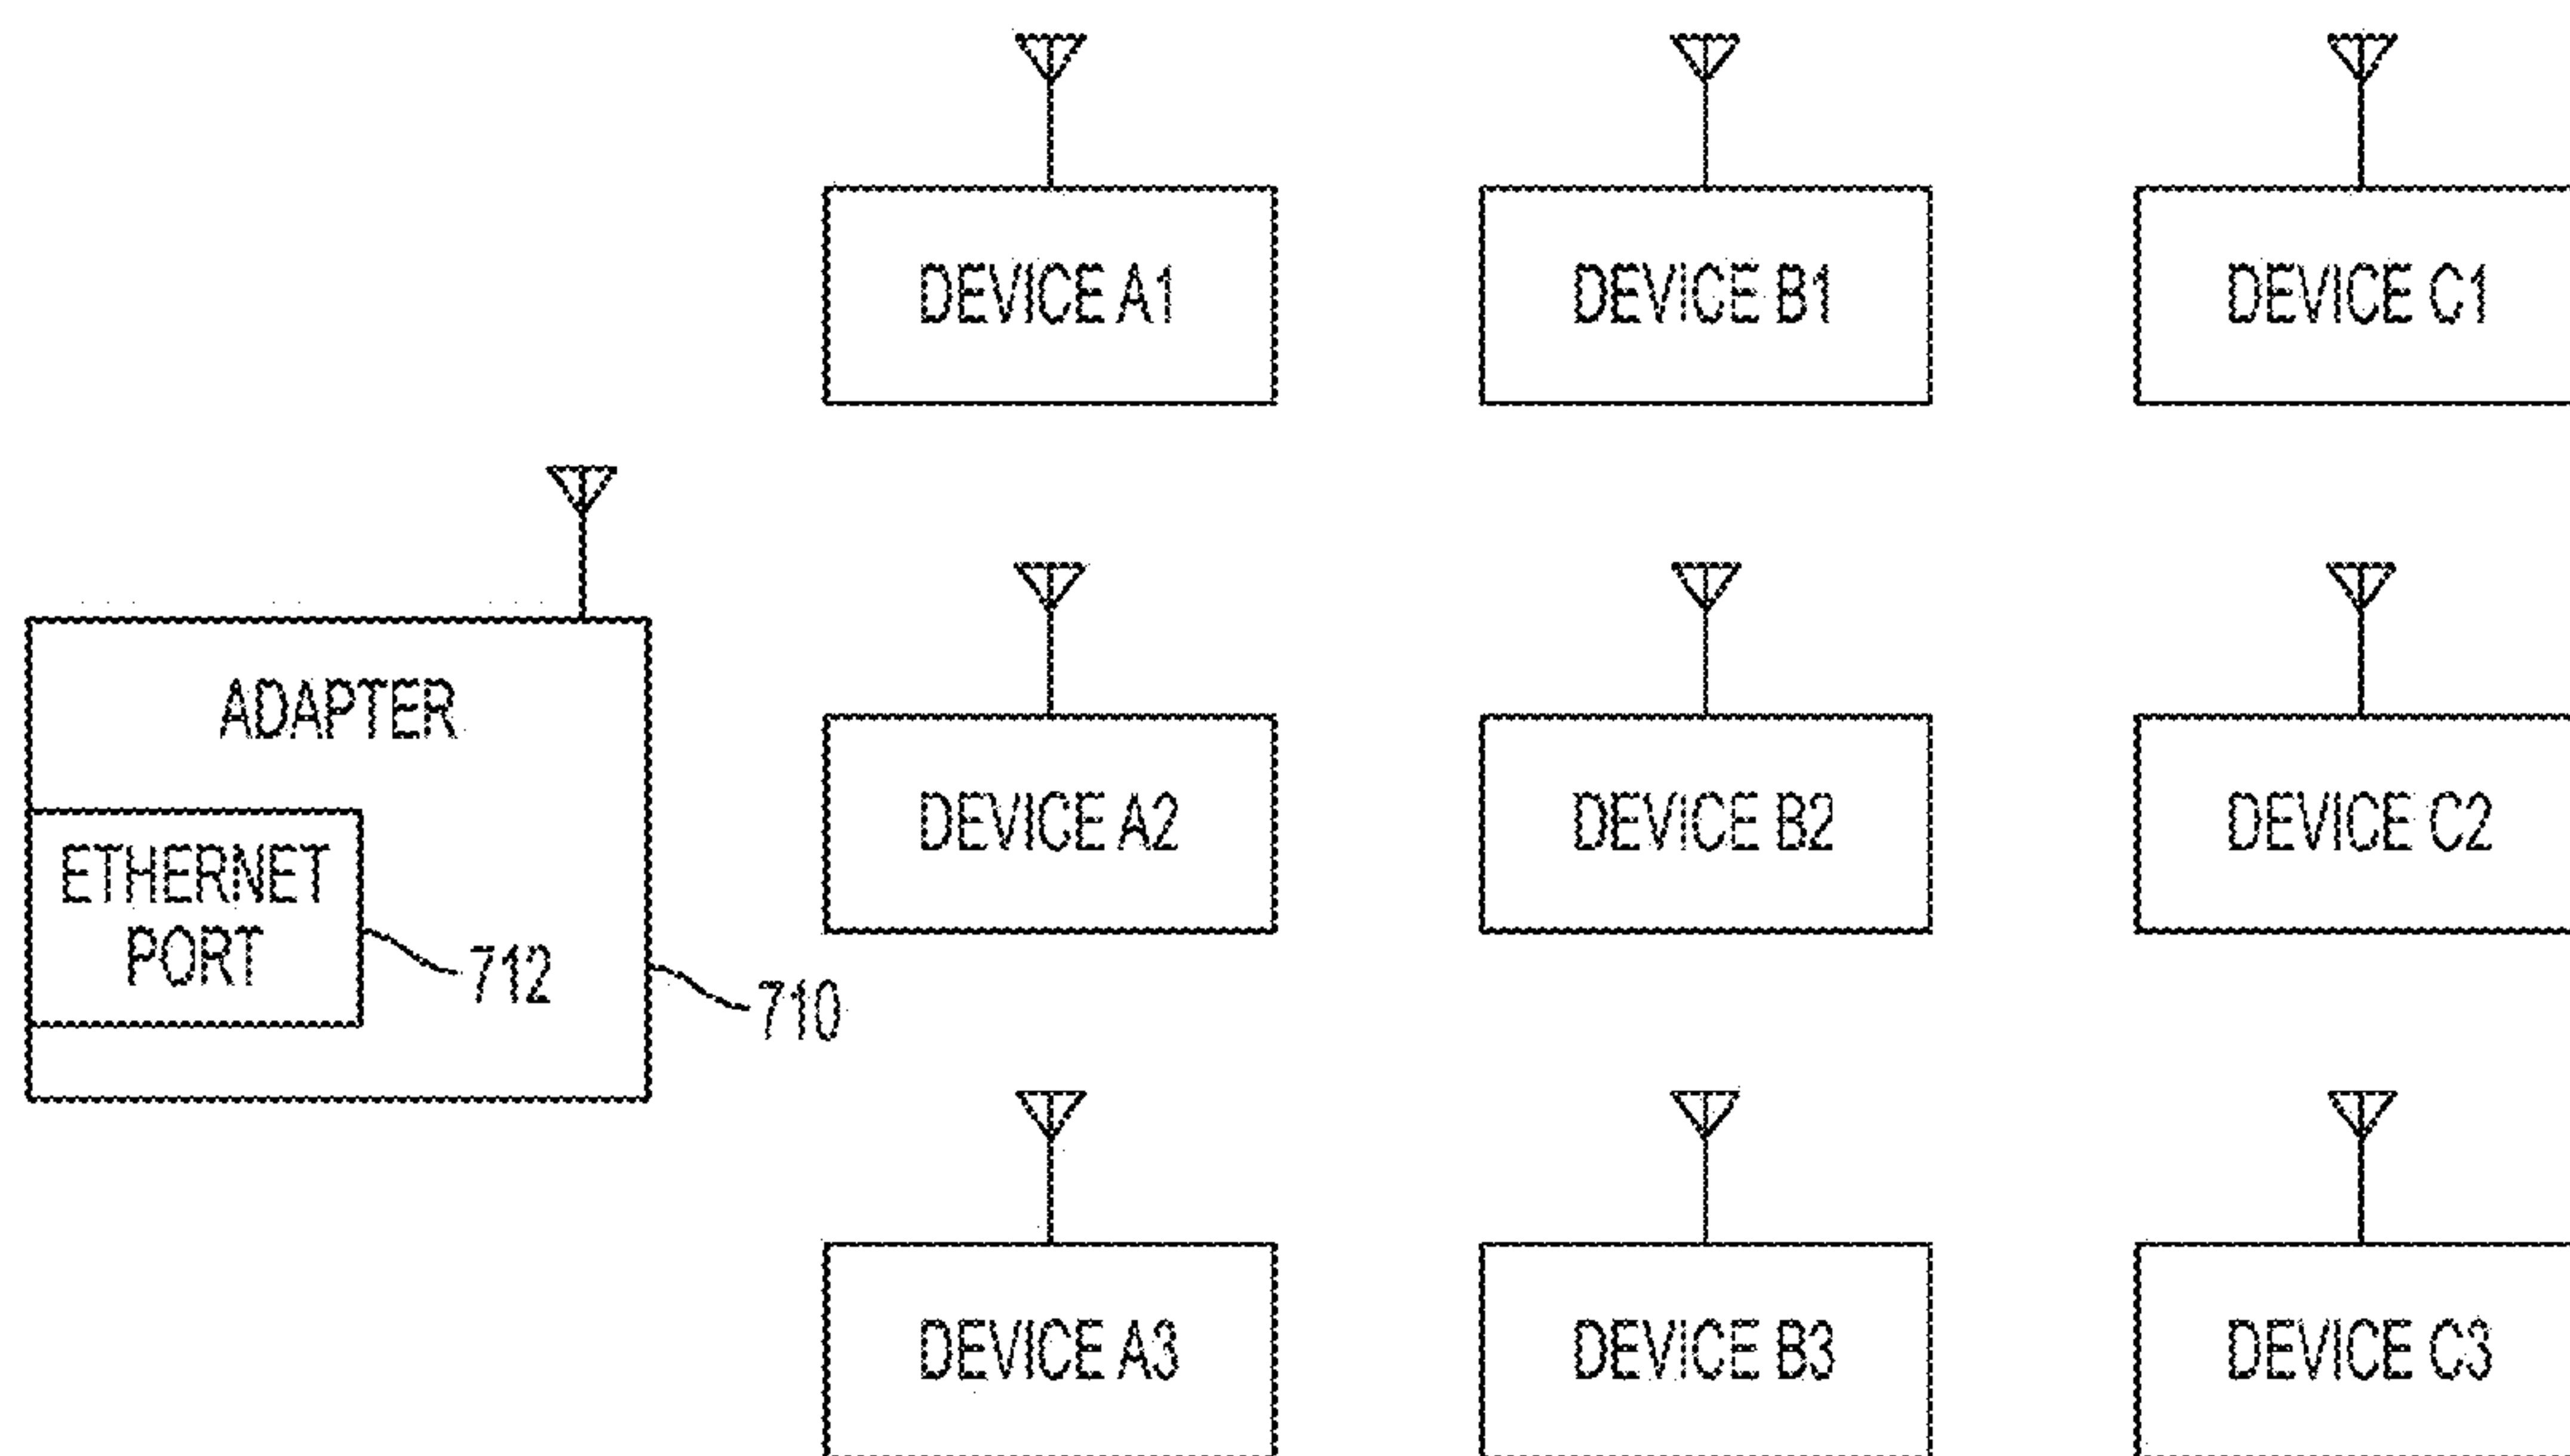 DEVICE A1
DEVICE B1
DEVICE C1
ADAPTER
ETHERNET
PORT
712
710
DEVICE A2
DEVICE B2
DEVICE C2
DEVICE A3
DEVICE B3
DEVICE C3